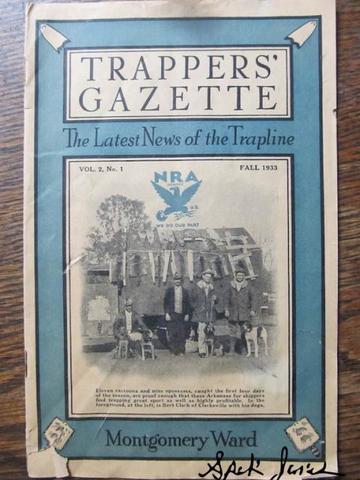 TRAPPERS'
GAZETTE
The Latest News of the Trapline
VOL. 2, No. 1 FALL 1933
NRA
MEMBER
U.S.
WE DO OUR PART
Eleven raccoons and nine opossums, caught the first four days
of the season, are proof enough that these Arkansas fur shippers
find trapping great sport as well as highly profitable. In the
foreground, at the left, is Bert Clark of Clarksville with his dogs.
Montgomery Ward